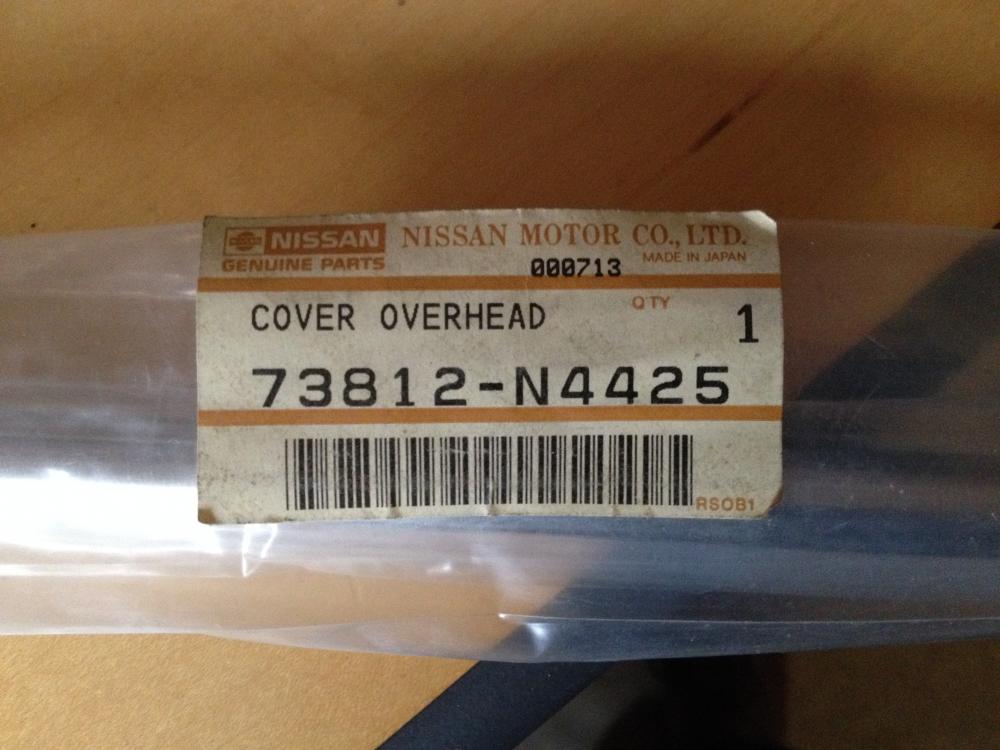 NISSAN NISSAN MOTOR CO., LTD.
GENUINE PARTS 000713 MADE IN JAPAN
COVER OVERHEAD QTY 1
73812-N4425
RSOB1